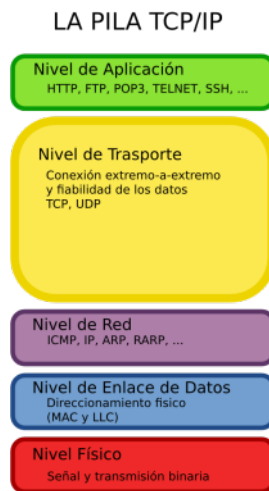 LA PILA TCP/IP
Nivel de Aplicación
HTTP, FTP, POP3, TELNET, SSH, ...
Nivel de Trasporte
Conexión extremo-a-extremo
y fiabilidad de los datos
TCP, UDP
Nivel de Red
ICMP, IP, ARP, RARP, ...
Nivel de Enlace de Datos
Direccionamiento fisico
(MAC y LLC)
Nivel Físico
Señal y transmisión binaria